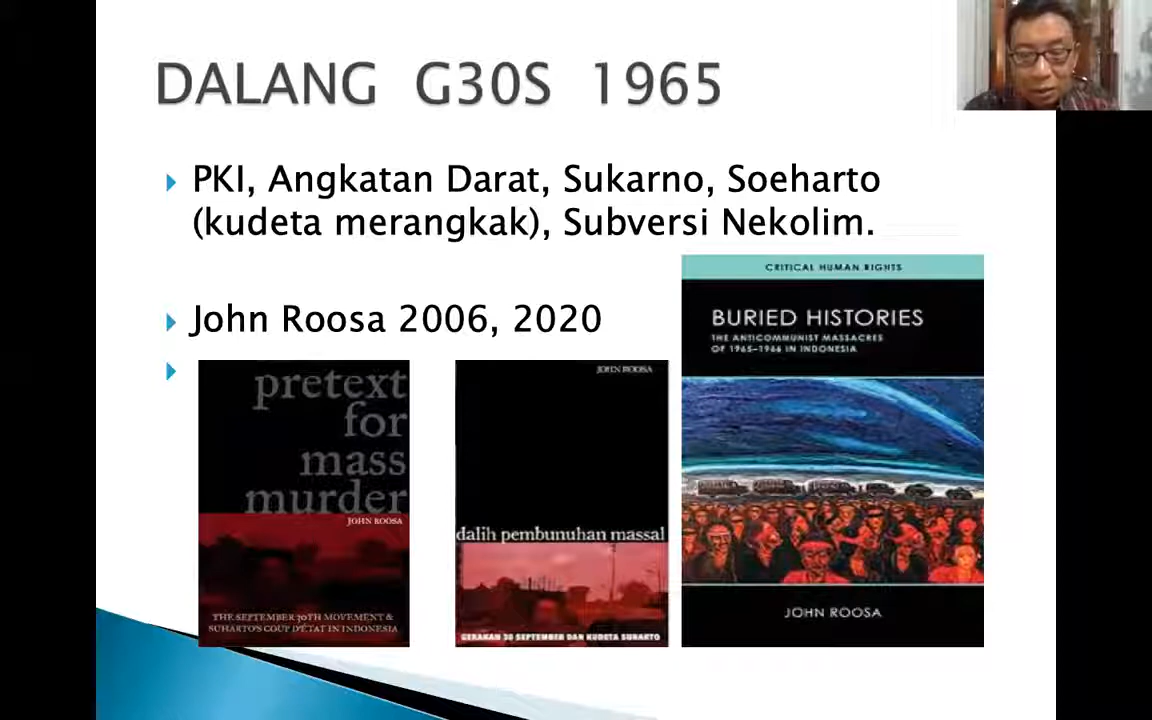 DALANG G30S 1965
PKI, Angkatan Darat, Sukarno, Soeharto
(kudeta merangkak), Subversi Nekolim.
John Roosa 2006, 2020
pretext
for
mass
murder
JOHN ROOSA
THE SEPTEMBER 30TH MOVEMENT &
SUHARTO'S COUP D'ÉTAT IN INDONESIA
JOHN ROOSA
dalih pembunuhan massal
GERAKAN 30 SEPTEMBER DAN KUDETA SUHARTO
CRITICAL HUMAN RIGHTS
BURIED HISTORIES
THE ANTICOMMUNIST MASSACRES
OF 1965–1966 IN INDONESIA
JOHN ROOSA